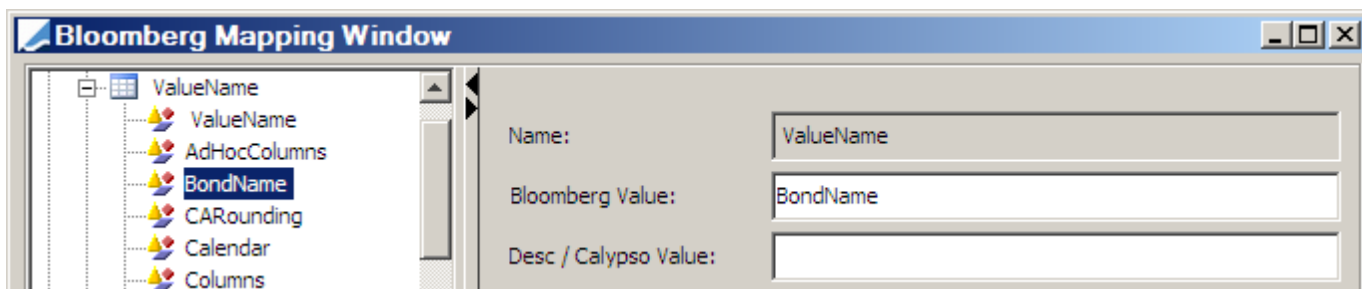 Bloomberg Mapping Window
ValueName
ValueName
AdHocColumns
BondName
CARounding
Calendar
Columns
Name: ValueName
Bloomberg Value: BondName
Desc / Calypso Value: